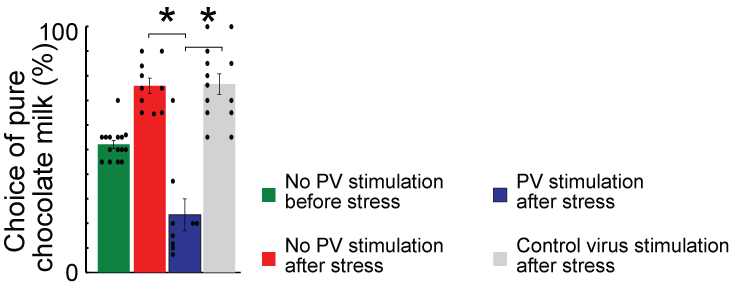 * *
100
Choice of pure
chocolate milk (%)
0
No PV stimulation
before stress
PV stimulation
after stress
No PV stimulation
after stress
Control virus stimulation
after stress